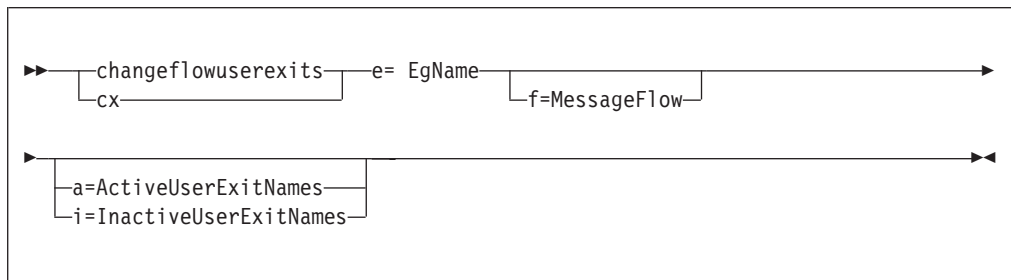 changeflowuserexits e= EgName
cx f=MessageFlow
a=ActiveUserExitNames
i=InactiveUserExitNames